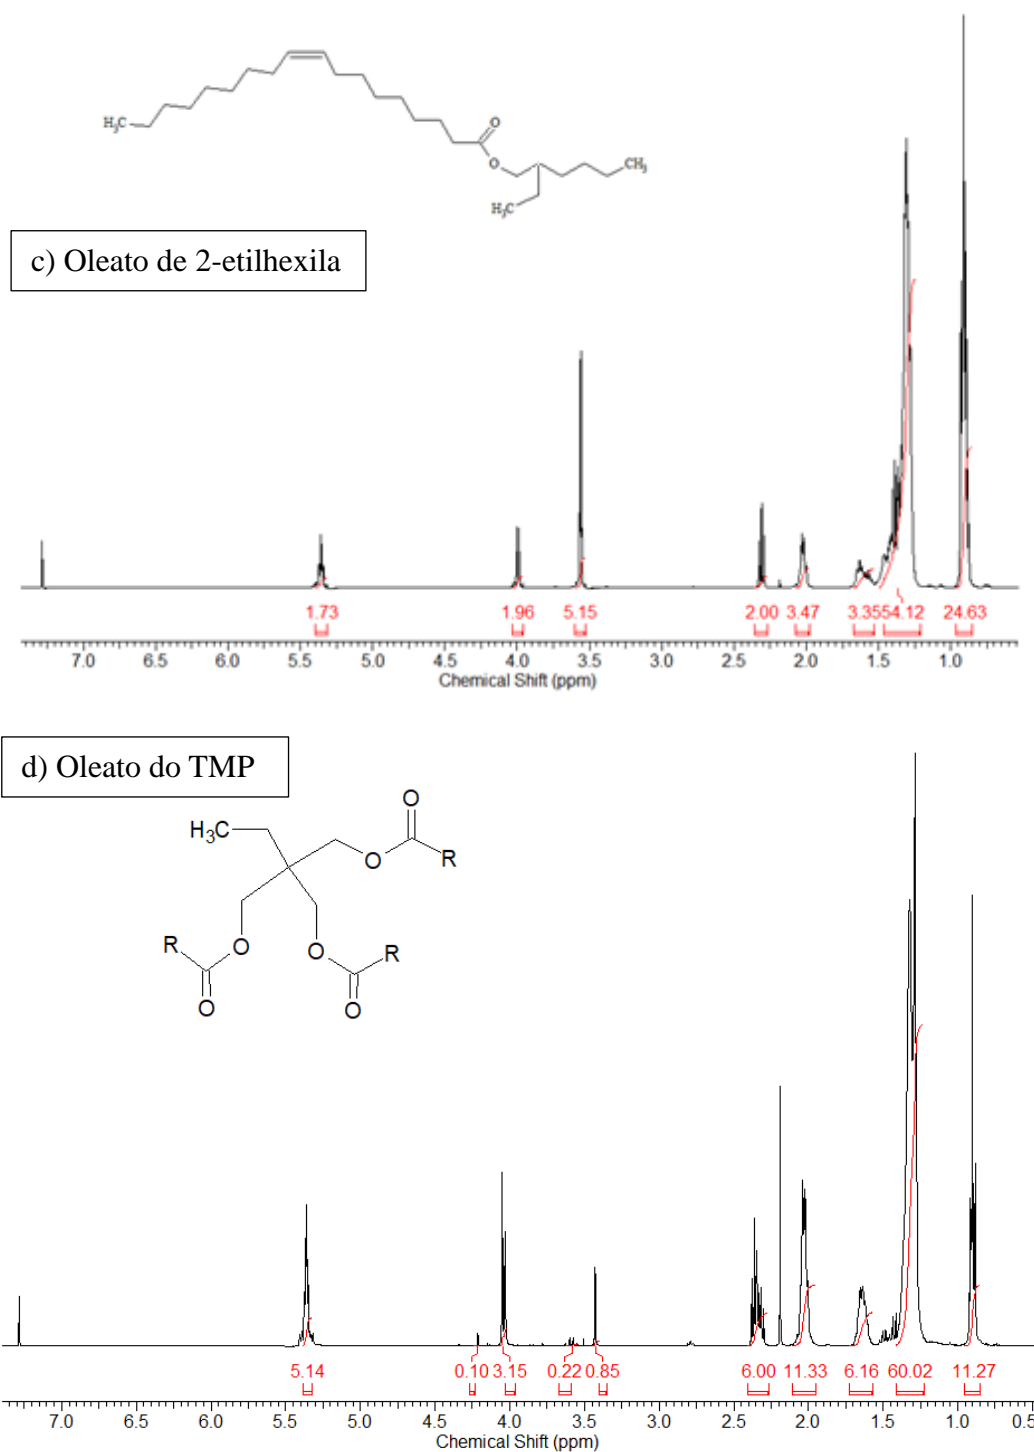 H₃C
O
O
CH₃
H₃C
c) Oleato de 2-etilhexila
1.73 1.96 5.15 2.00 3.47 3.35 54.12 24.63
7.0 6.5 6.0 5.5 5.0 4.5 4.0 3.5 3.0 2.5 2.0 1.5 1.0
Chemical Shift (ppm)
d) Oleato do TMP
O
H₃C
O R
R O O R
O O
5.14 0.10 3.15 0.22 0.85 6.00 11.33 6.16 60.02 11.27
7.0 6.5 6.0 5.5 5.0 4.5 4.0 3.5 3.0 2.5 2.0 1.5 1.0 0.5
Chemical Shift (ppm)